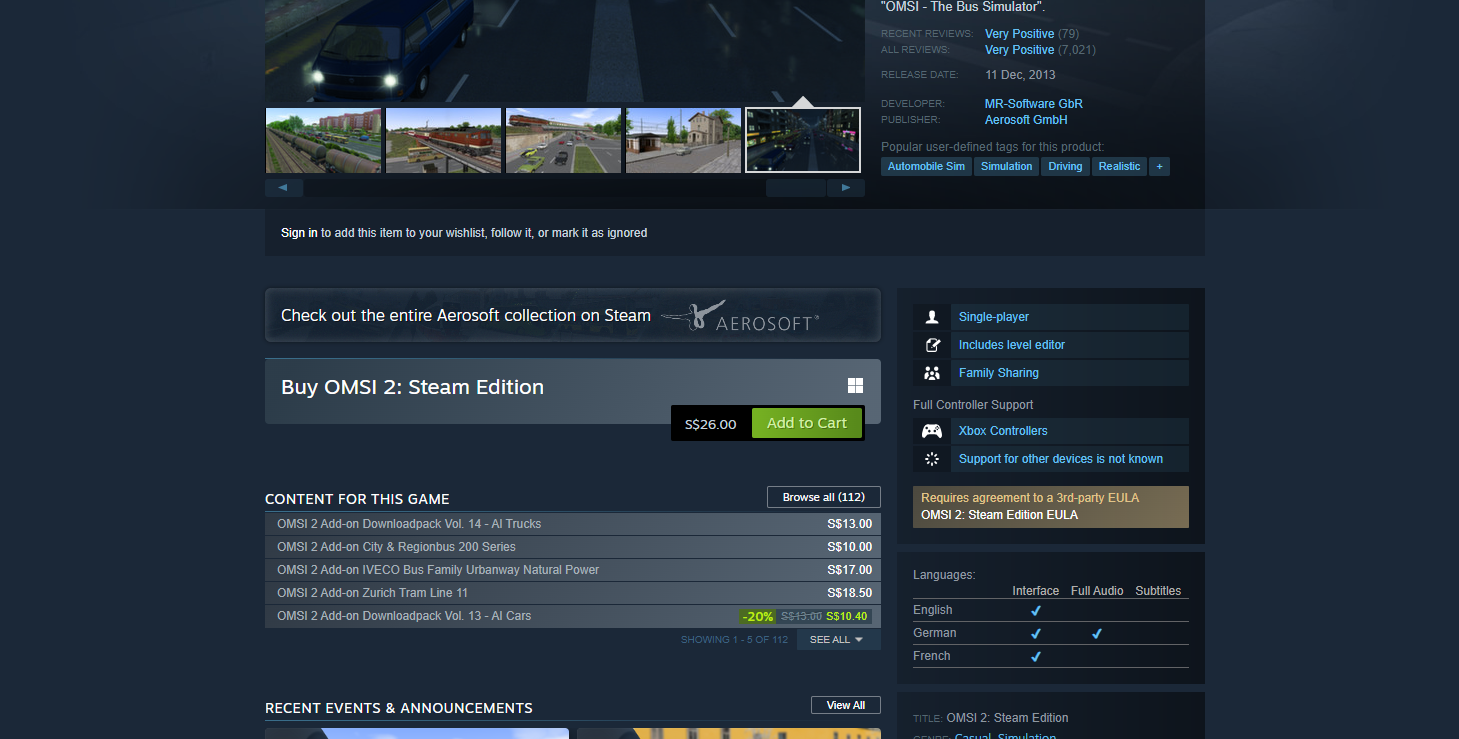 "OMSI - The Bus Simulator".
RECENT REVIEWS: Very Positive (79)
ALL REVIEWS: Very Positive (7,021)
RELEASE DATE: 11 Dec, 2013
DEVELOPER: MR-Software GbR
PUBLISHER: Aerosoft GmbH
Popular user-defined tags for this product:
Automobile Sim Simulation Driving Realistic +
Sign in to add this item to your wishlist, follow it, or mark it as ignored
Check out the entire Aerosoft collection on Steam AEROSOFT®
Buy OMSI 2: Steam Edition
S$26.00 Add to Cart
CONTENT FOR THIS GAME Browse all (112)
OMSI 2 Add-on Downloadpack Vol. 14 - AI Trucks S$13.00
OMSI 2 Add-on City & Regionbus 200 Series S$10.00
OMSI 2 Add-on IVECO Bus Family Urbanway Natural Power S$17.00
OMSI 2 Add-on Zurich Tram Line 11 S$18.50
OMSI 2 Add-on Downloadpack Vol. 13 - AI Cars -20% S$13.00 S$10.40
SHOWING 1 - 5 OF 112 SEE ALL
RECENT EVENTS & ANNOUNCEMENTS View All
Single-player
Includes level editor
Family Sharing
Full Controller Support
Xbox Controllers
Support for other devices is not known
Requires agreement to a 3rd-party EULA
OMSI 2: Steam Edition EULA
Languages:
Interface Full Audio Subtitles
English ✔
German ✔ ✔
French ✔
TITLE: OMSI 2: Steam Edition
GENRE: Casual, Simulation